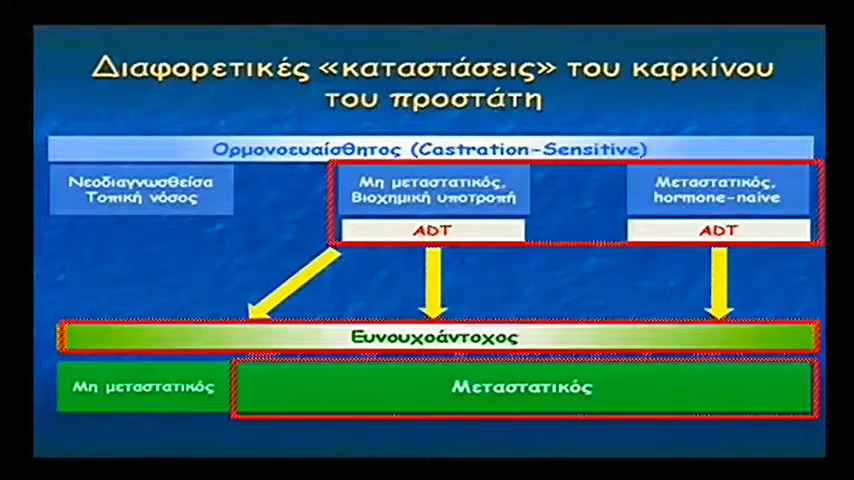 Διαφορετικές «καταστάσεις» του καρκίνου
του προστάτη
Ορμονοευαίσθητος (Castration-Sensitive)
Νεοδιαγνωσθείσα
Τοπική νόσος
Μη μεταστατικός,
Βιοχημική υποτροπή
Μεταστατικός,
hormone-naive
ADT
ADT
Ευνουχοάντοχος
Μη μεταστατικός
Μεταστατικός